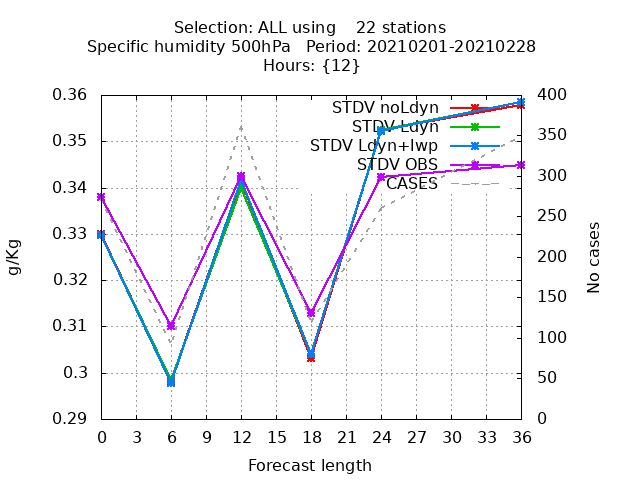 Selection: ALL using    22 stations
Specific humidity 500hPa   Period: 20210201-20210228
Hours: {12}
STDV noLdyn
STDV Ldyn
STDV Ldyn+lwp
STDV OBS
CASES
g/Kg
0.36
0.35
0.34
0.33
0.32
0.31
0.3
0.29
400
350
300
250
200
150
100
50
0
No cases
0 3 6 9 12 15 18 21 24 27 30 33 36
Forecast length